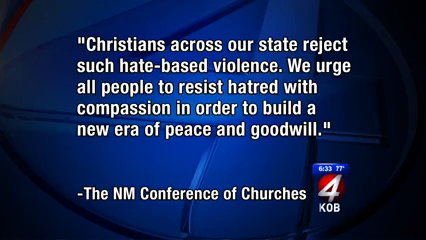 "Christians across our state reject
such hate-based violence. We urge
all people to resist hatred with
compassion in order to build a
new era of peace and goodwill."
-The NM Conference of Churches
6:33 77°
4
KOB